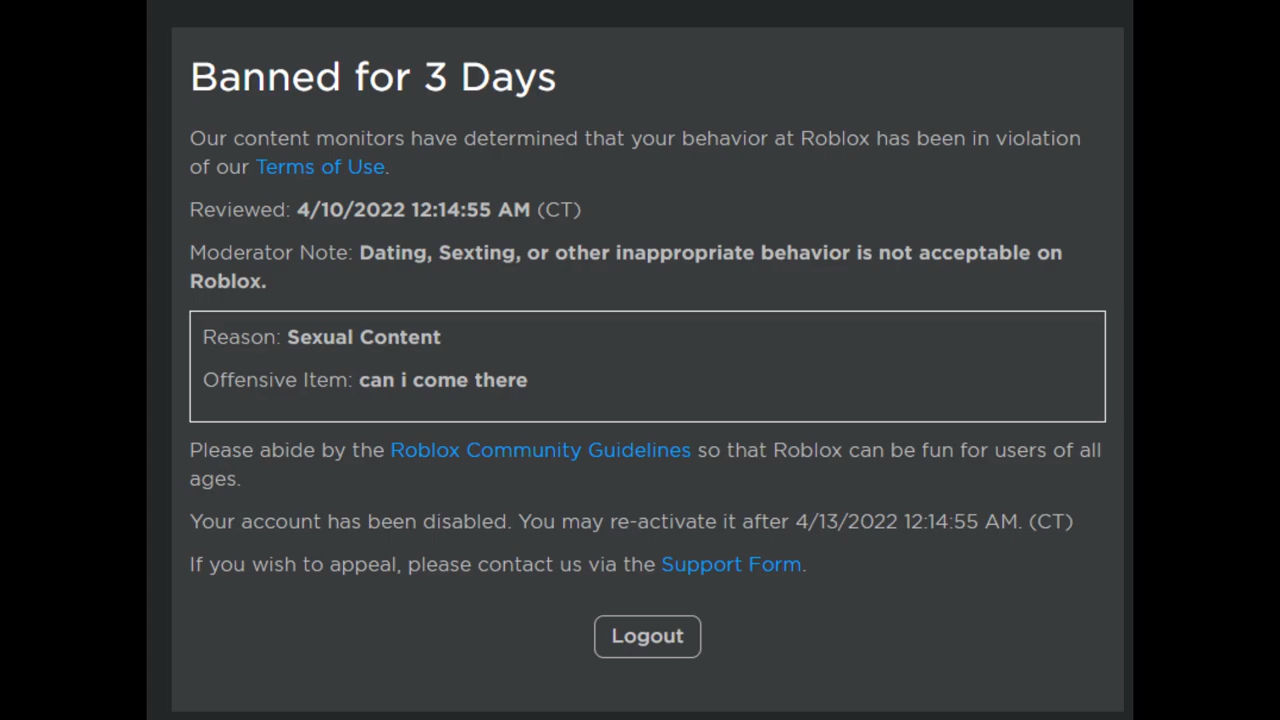 Banned for 3 Days
Our content monitors have determined that your behavior at Roblox has been in violation
of our Terms of Use.
Reviewed: 4/10/2022 12:14:55 AM (CT)
Moderator Note: Dating, Sexting, or other inappropriate behavior is not acceptable on
Roblox.
Reason: Sexual Content
Offensive Item: can i come there
Please abide by the Roblox Community Guidelines so that Roblox can be fun for users of all
ages.
Your account has been disabled. You may re-activate it after 4/13/2022 12:14:55 AM. (CT)
If you wish to appeal, please contact us via the Support Form.
Logout